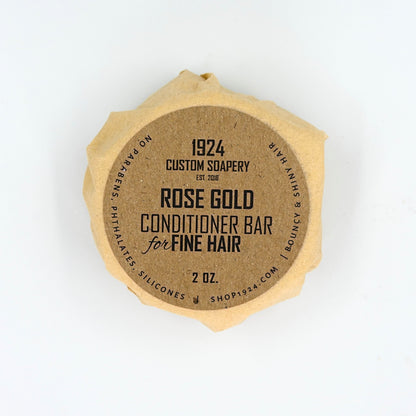 1924
CUSTOM SOAPERY
EST. 2018
ROSE GOLD
CONDITIONER BAR
for FINE HAIR
2 OZ.
NO PARABENS, PHTHALATES, SILICONES
SHOP1924.COM | BOUNCY & SHINY HAIR